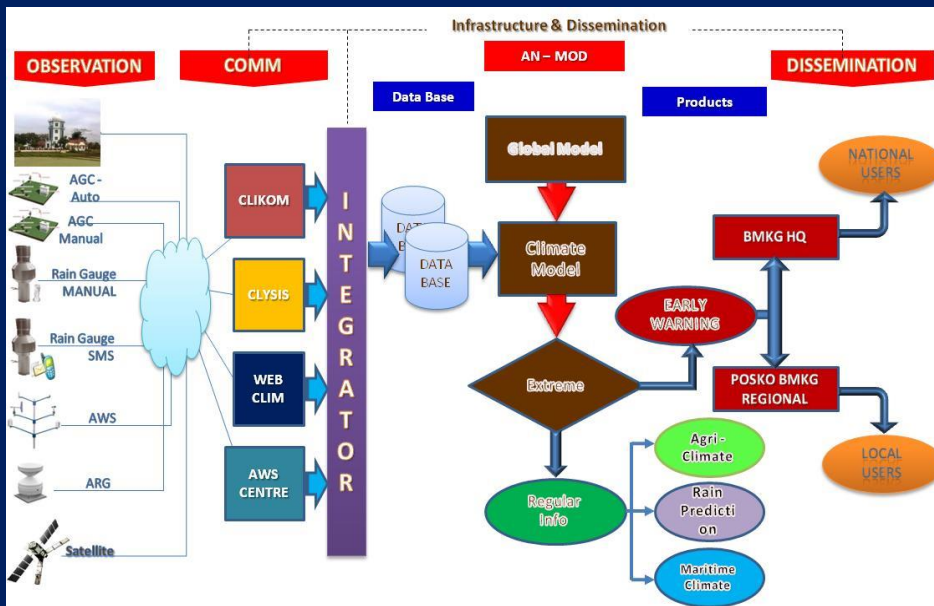 Infrastructure & Dissemination
OBSERVATION
COMM
AN – MOD
DISSEMINATION
Data Base
Products
AGC -
Auto
AGC
Manual
Rain Gauge
MANUAL
Rain Gauge
SMS
AWS
ARG
Satellite
CLIKOM
CLYSIS
WEB
CLIM
AWS
CENTRE
INTEGRATOR
DATA
BASE
Global Model
Climate
Model
Extreme
Regular
Info
EARLY
WARNING
BMKG HQ
POSKO BMKG
REGIONAL
NATIONAL
USERS
LOCAL
USERS
Agri -
Climate
Rain
Predicti
on
Maritime
Climate